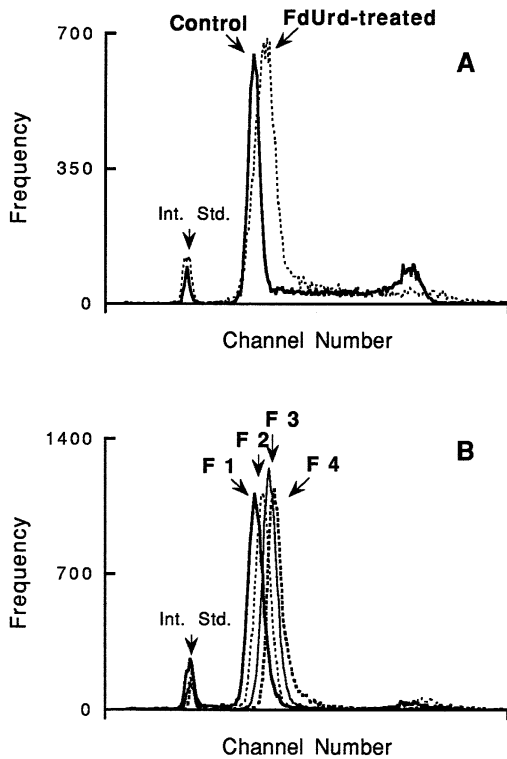 Control
FdUrd-treated
A
700
350
0
Frequency
Int. Std.
Channel Number
B
1400
700
0
Frequency
F 1
F 2
F 3
F 4
Int. Std.
Channel Number